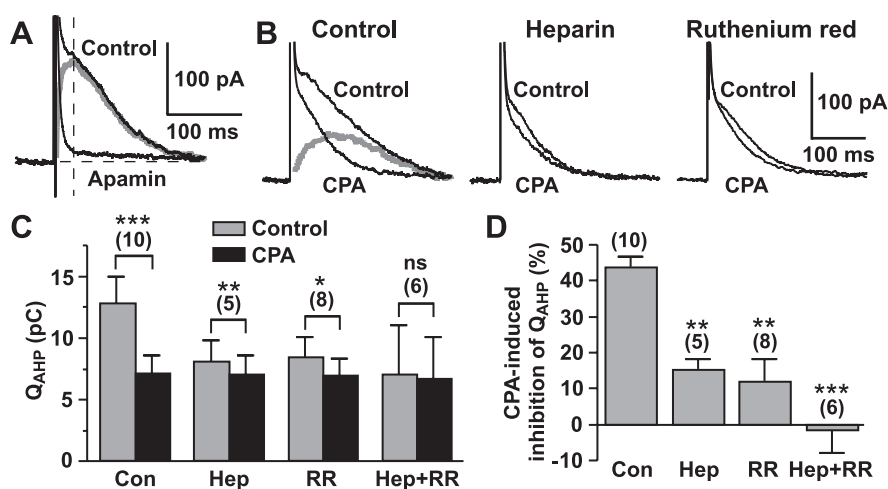 A
Control
100 pA
100 ms
Apamin
B
Control
Control
CPA
Heparin
Control
CPA
Ruthenium red
Control
CPA
100 pA
100 ms
C
Control
CPA
Q_AHP (pC)
15
10
5
0
***
(10)
**
(5)
*
(8)
ns
(6)
Con
Hep
RR
Hep+RR
D
CPA-induced
inhibition of Q_AHP (%)
50
40
30
20
10
0
-10
(10)
**
(5)
**
(8)
***
(6)
Con
Hep
RR
Hep+RR